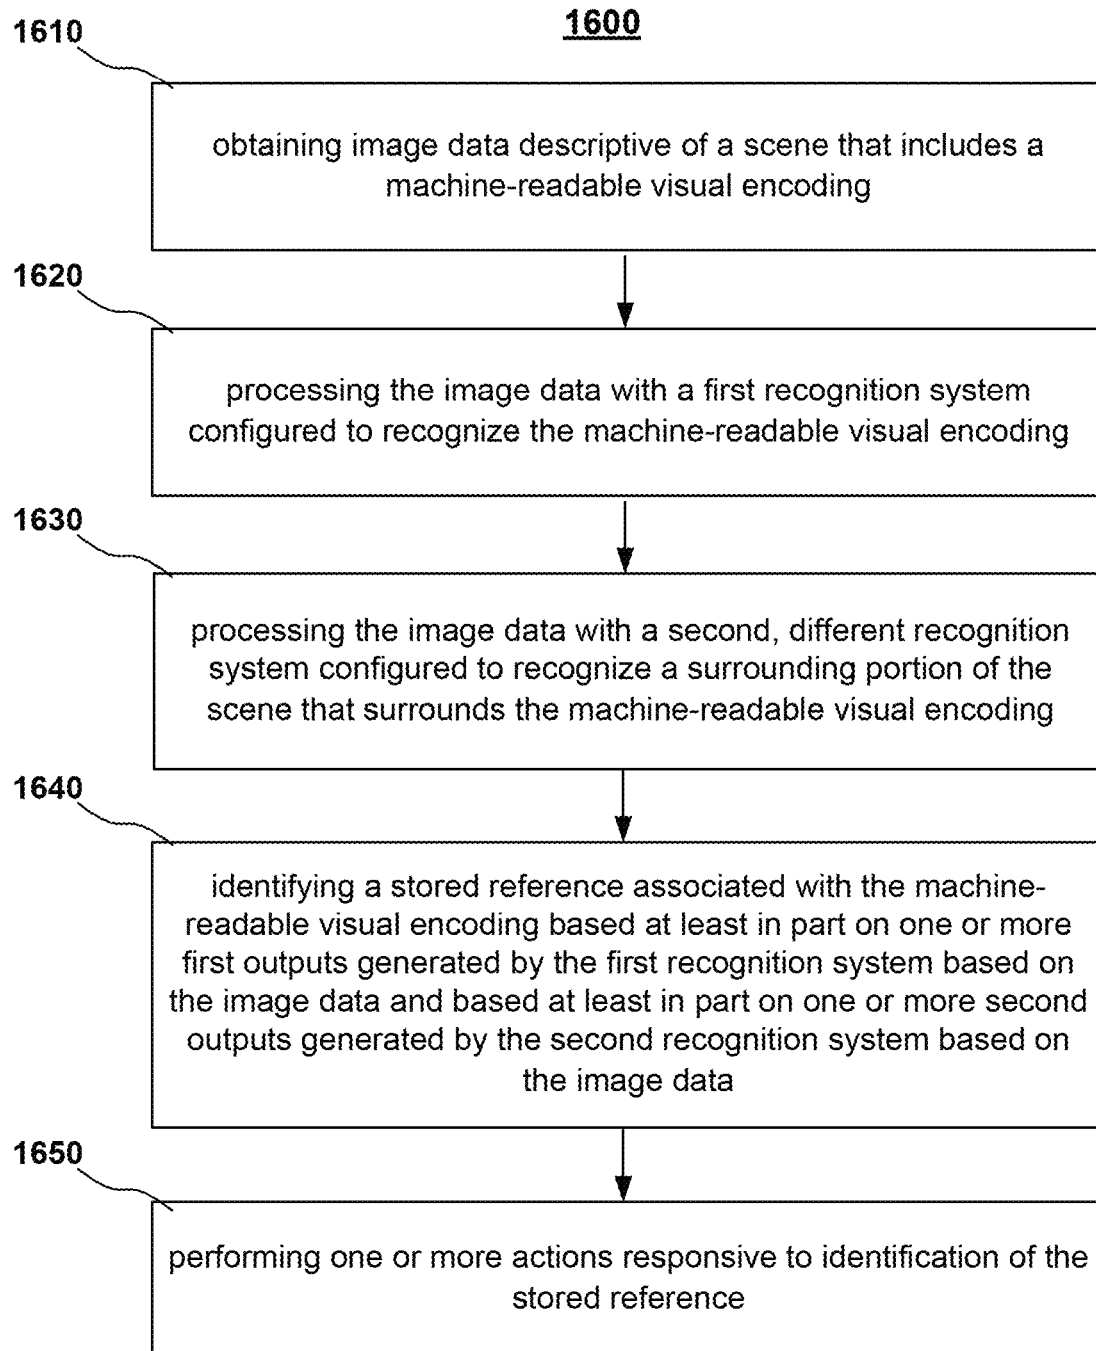 1600
1610
obtaining image data descriptive of a scene that includes a
machine-readable visual encoding
1620
processing the image data with a first recognition system
configured to recognize the machine-readable visual encoding
1630
processing the image data with a second, different recognition
system configured to recognize a surrounding portion of the
scene that surrounds the machine-readable visual encoding
1640
identifying a stored reference associated with the machine-
readable visual encoding based at least in part on one or more
first outputs generated by the first recognition system based on
the image data and based at least in part on one or more second
outputs generated by the second recognition system based on
the image data
1650
performing one or more actions responsive to identification of the
stored reference